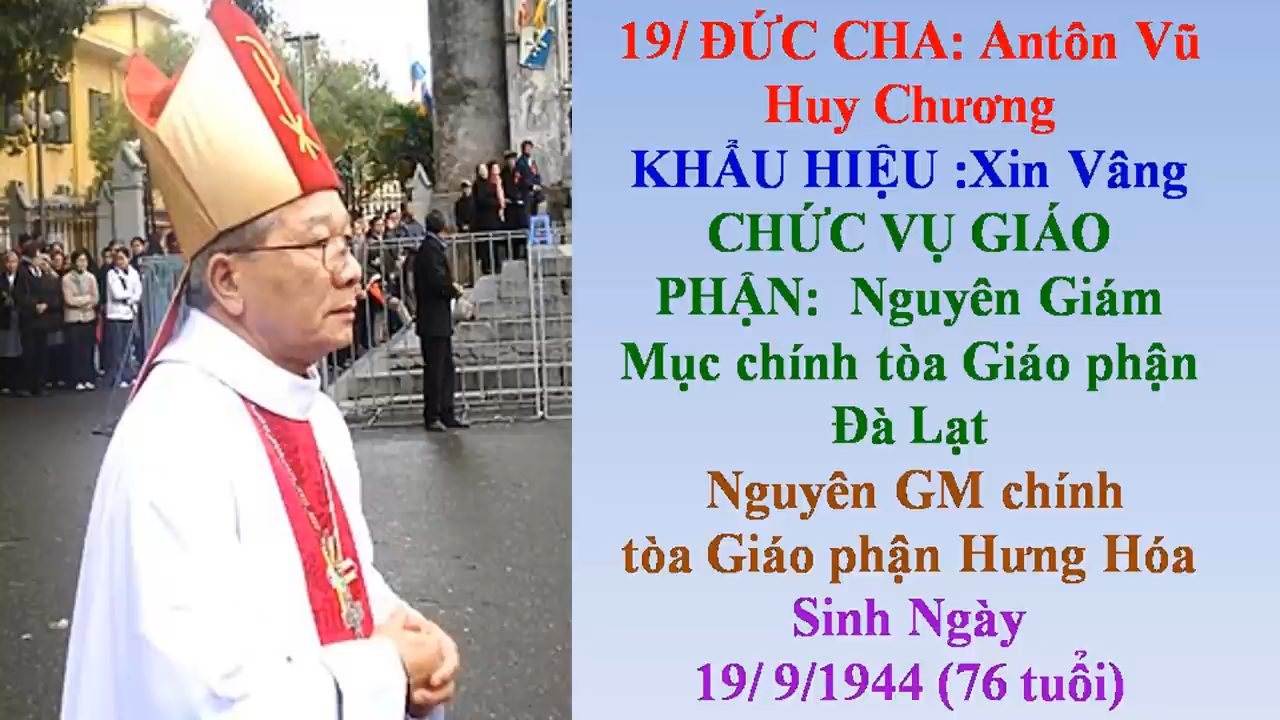 19/ ĐỨC CHA: Antôn Vũ
Huy Chương
KHẨU HIỆU :Xin Vâng
CHỨC VỤ GIÁO
PHẬN: Nguyên Giám
Mục chính tòa Giáo phận
Đà Lạt
Nguyên GM chính
tòa Giáo phận Hưng Hóa
Sinh Ngày
19/ 9/1944 (76 tuổi)